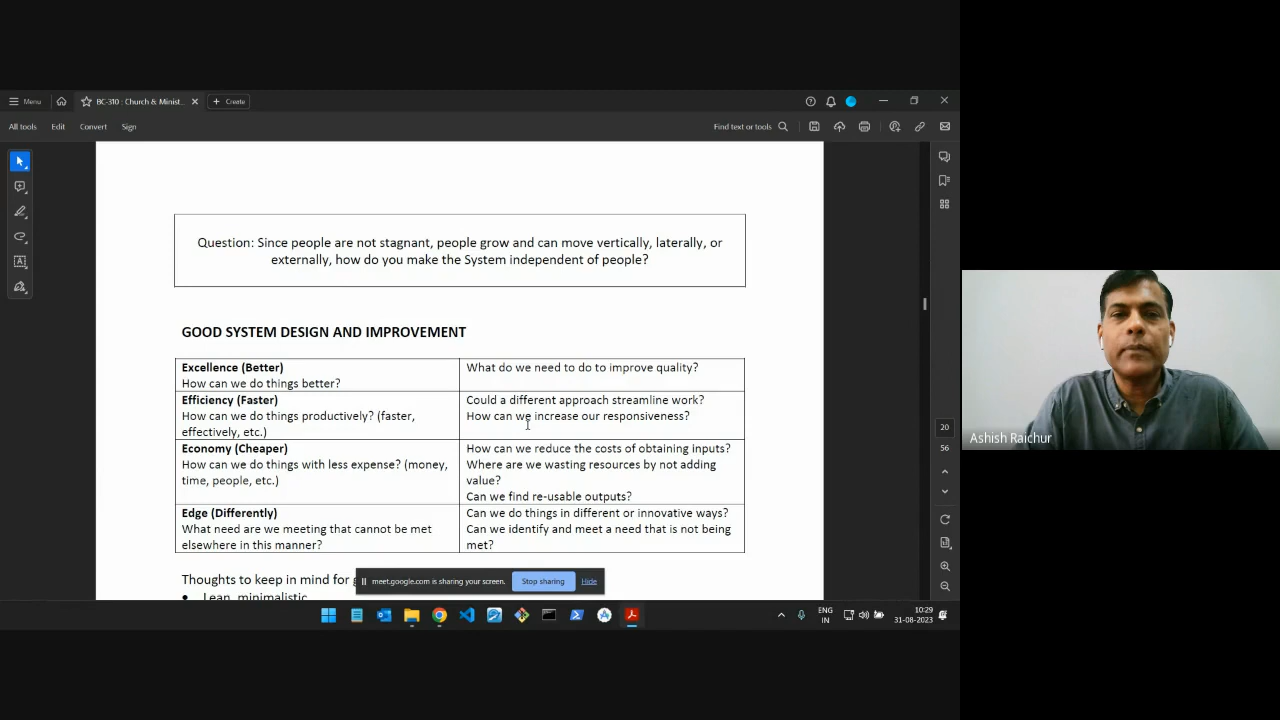 Menu
BC-310 : Church & Minist...
Create
All tools
Edit
Convert
Sign
Find text or tools
Question: Since people are not stagnant, people grow and can move vertically, laterally, or
externally, how do you make the System independent of people?
GOOD SYSTEM DESIGN AND IMPROVEMENT
Excellence (Better)
How can we do things better?
What do we need to do to improve quality?
Efficiency (Faster)
How can we do things productively? (faster,
effectively, etc.)
Could a different approach streamline work?
How can we increase our responsiveness?
Economy (Cheaper)
How can we do things with less expense? (money,
time, people, etc.)
How can we reduce the costs of obtaining inputs?
Where are we wasting resources by not adding
value?
Can we find re-usable outputs?
Edge (Differently)
What need are we meeting that cannot be met
elsewhere in this manner?
Can we do things in different or innovative ways?
Can we identify and meet a need that is not being
met?
Thoughts to keep in mind for
• Lean, minimalistic
meet.google.com is sharing your screen.
Stop sharing
Hide
20
56
ENG
IN
10:29
31-08-2023
Ashish Raichur